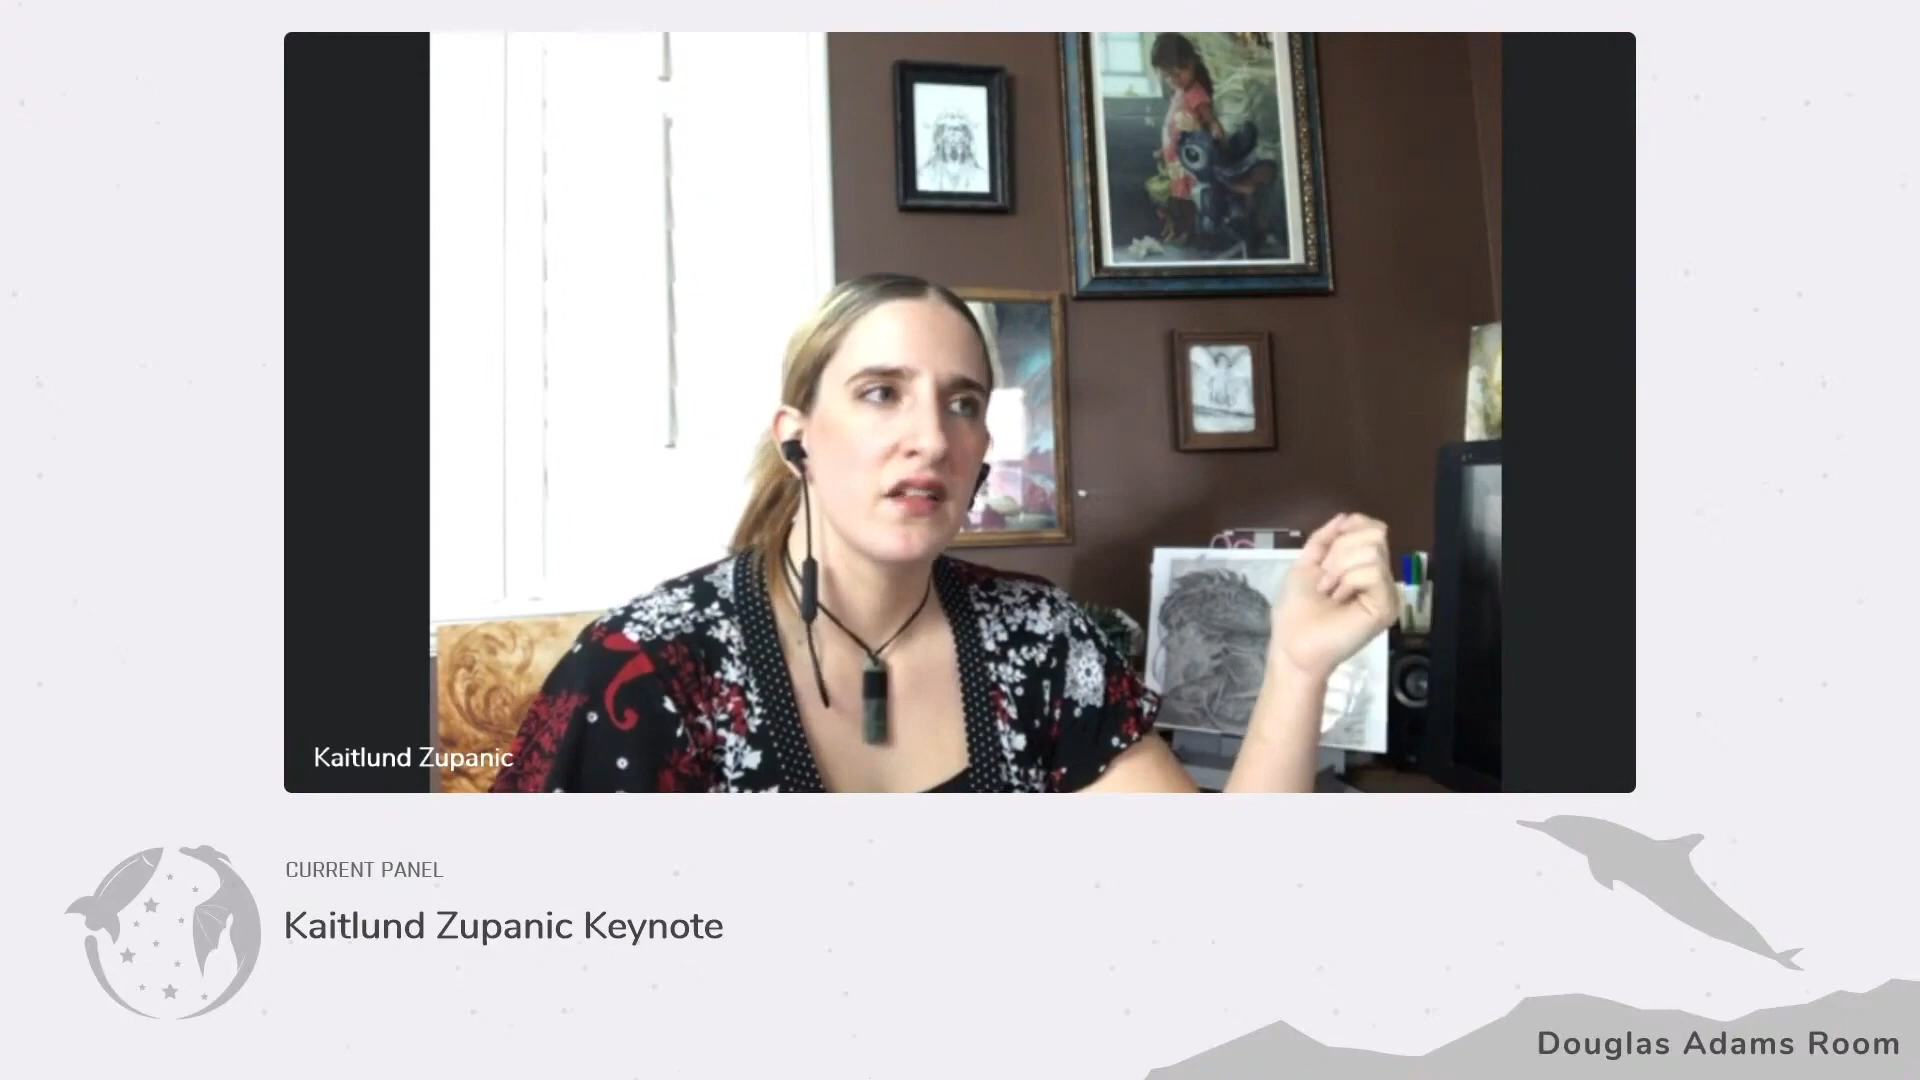 Kaitlund Zupanic
CURRENT PANEL
Kaitlund Zupanic Keynote
Douglas Adams Room